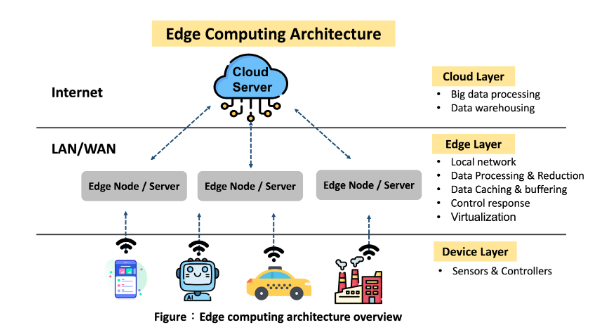 Edge Computing Architecture
Internet
Cloud
Server
Cloud Layer
• Big data processing
• Data warehousing
LAN/WAN
Edge Node / Server
Edge Node / Server
Edge Node / Server
Edge Layer
• Local network
• Data Processing & Reduction
• Data Caching & buffering
• Control response
• Virtualization
AI
Device Layer
• Sensors & Controllers
Figure：Edge computing architecture overview